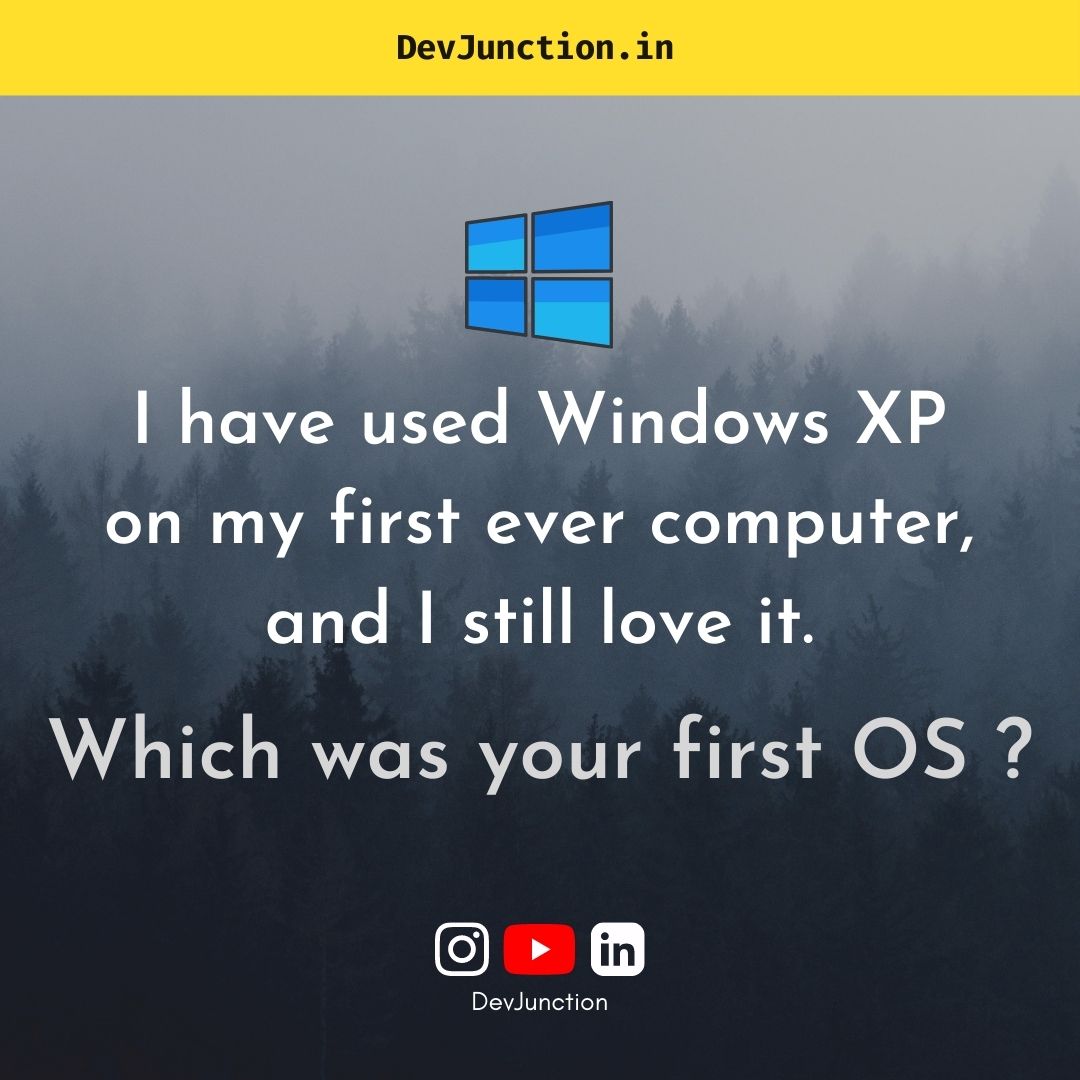 DevJunction.in
I have used Windows XP
on my first ever computer,
and I still love it.
Which was your first OS ?
in
DevJunction